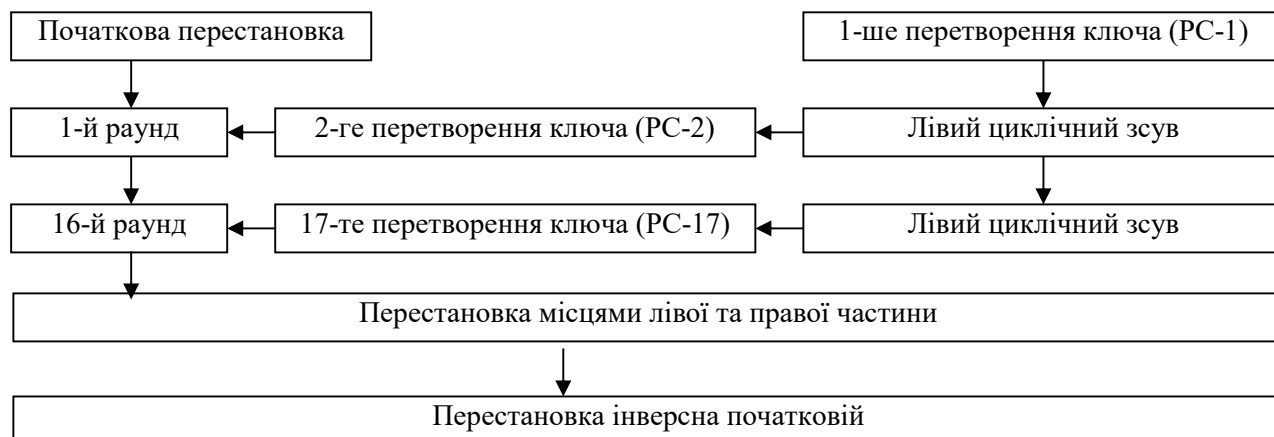 Початкова перестановка
1-ше перетворення ключа (PC-1)
1-й раунд
2-ге перетворення ключа (PC-2)
Лівий циклічний зсув
16-й раунд
17-те перетворення ключа (PC-17)
Лівий циклічний зсув
Перестановка місцями лівої та правої частини
Перестановка інверсна початковій